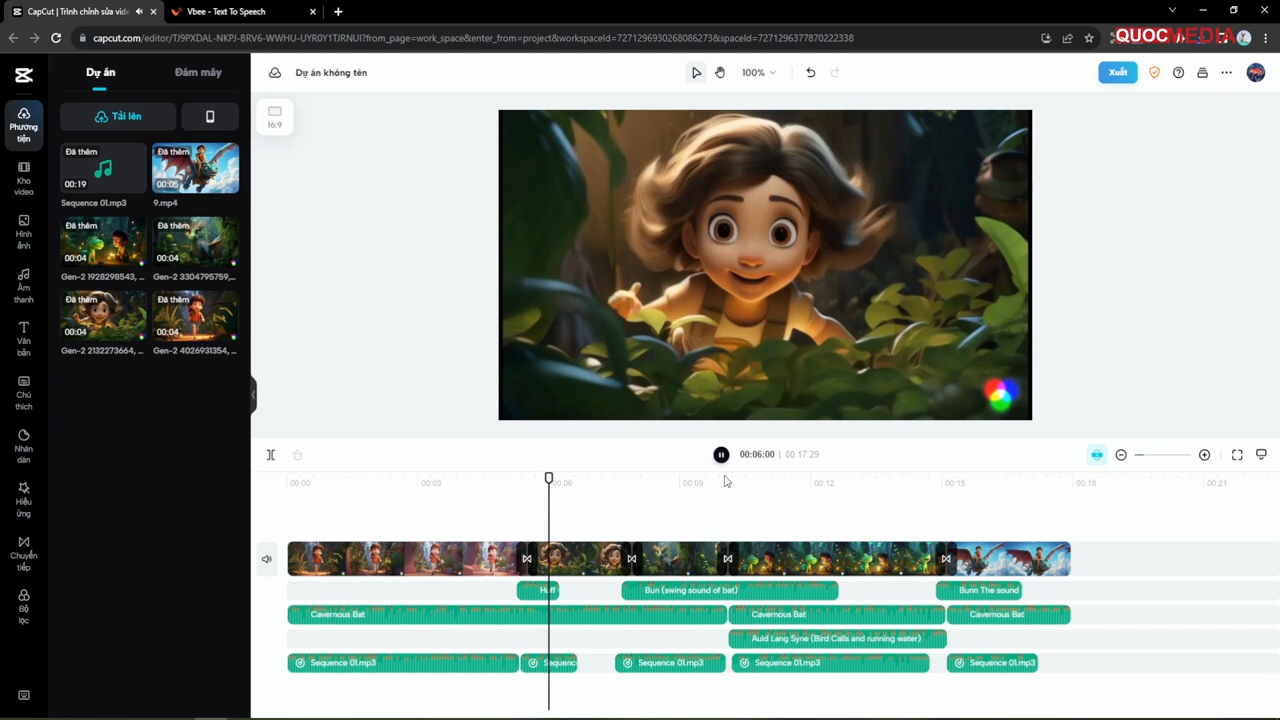 CapCut | Trình chỉnh sửa vide
Vbee - Text To Speech
capcut.com/editor/TJ9PXDAL-NKPJ-BRV6-WWHU-UYR0Y1TJRNUI?from_page=work_space&enter_from=project&workspaceId=7271296930268086273&spaceId=7271296377870222338
QUOC MEDIA
Dự án
Đám mây
Dự án không tên
100%
Xuất
Phương tiện
Tải lên
16:9
Đã thêm
00:19
Sequence 01.mp3
Đã thêm
00:05
9.mp4
Kho video
Đã thêm
00:04
Gen-2 1928298543, ...
Đã thêm
00:04
Gen-2 3304795759,...
Hình ảnh
Âm thanh
Đã thêm
00:04
Gen-2 2132273664, ...
Đã thêm
00:04
Gen-2 4026931354, ...
Văn bản
Chú thích
Nhãn dán
Hiệu ứng
Chuyển tiếp
Bộ lọc
00:06:00 | 00:17:29
00:00
00:03
00:06
00:09
00:12
00:15
00:18
00:21
Huff
Bun (swing sound of bat)
Bunn The sound
Cavernous Bat
Cavernous Bat
Cavernous Bat
Auld Lang Syne (Bird Calls and running water)
Sequence 01.mp3
Sequenc
Sequence 01.mp3
Sequence 01.mp3
Sequence 01.mp3